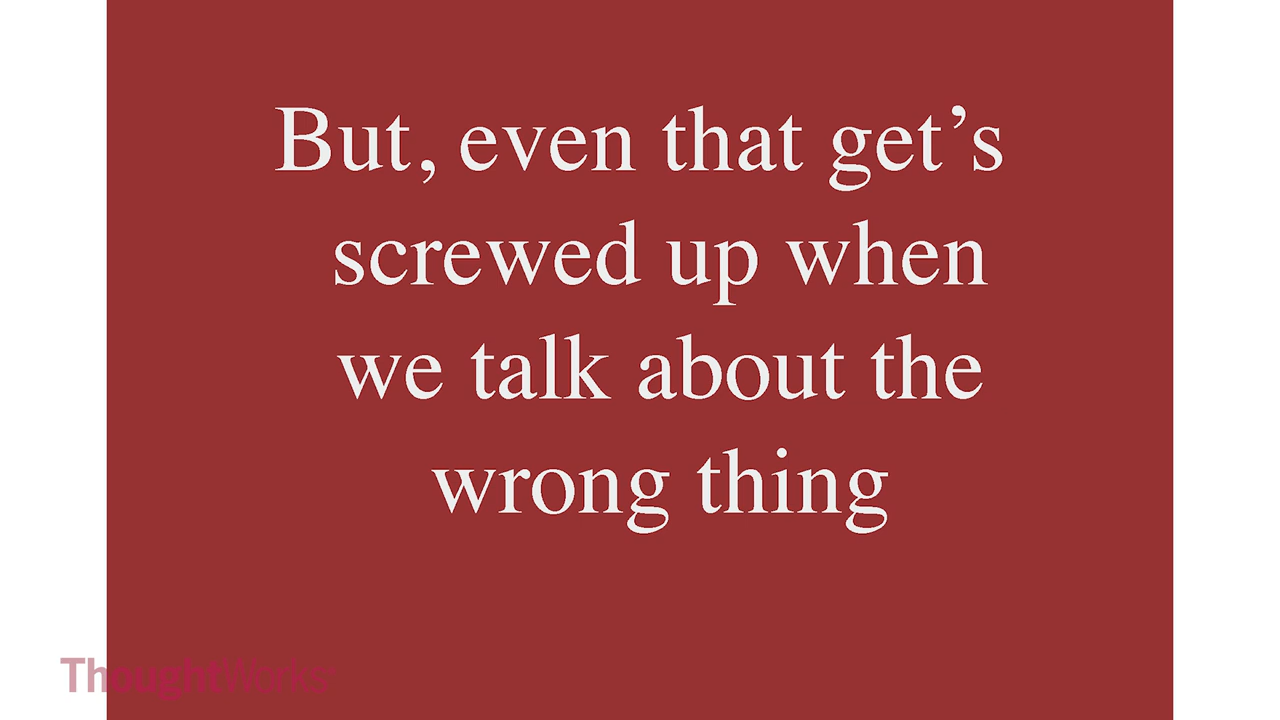 But, even that get’s
screwed up when
we talk about the
wrong thing
ThoughtWorks